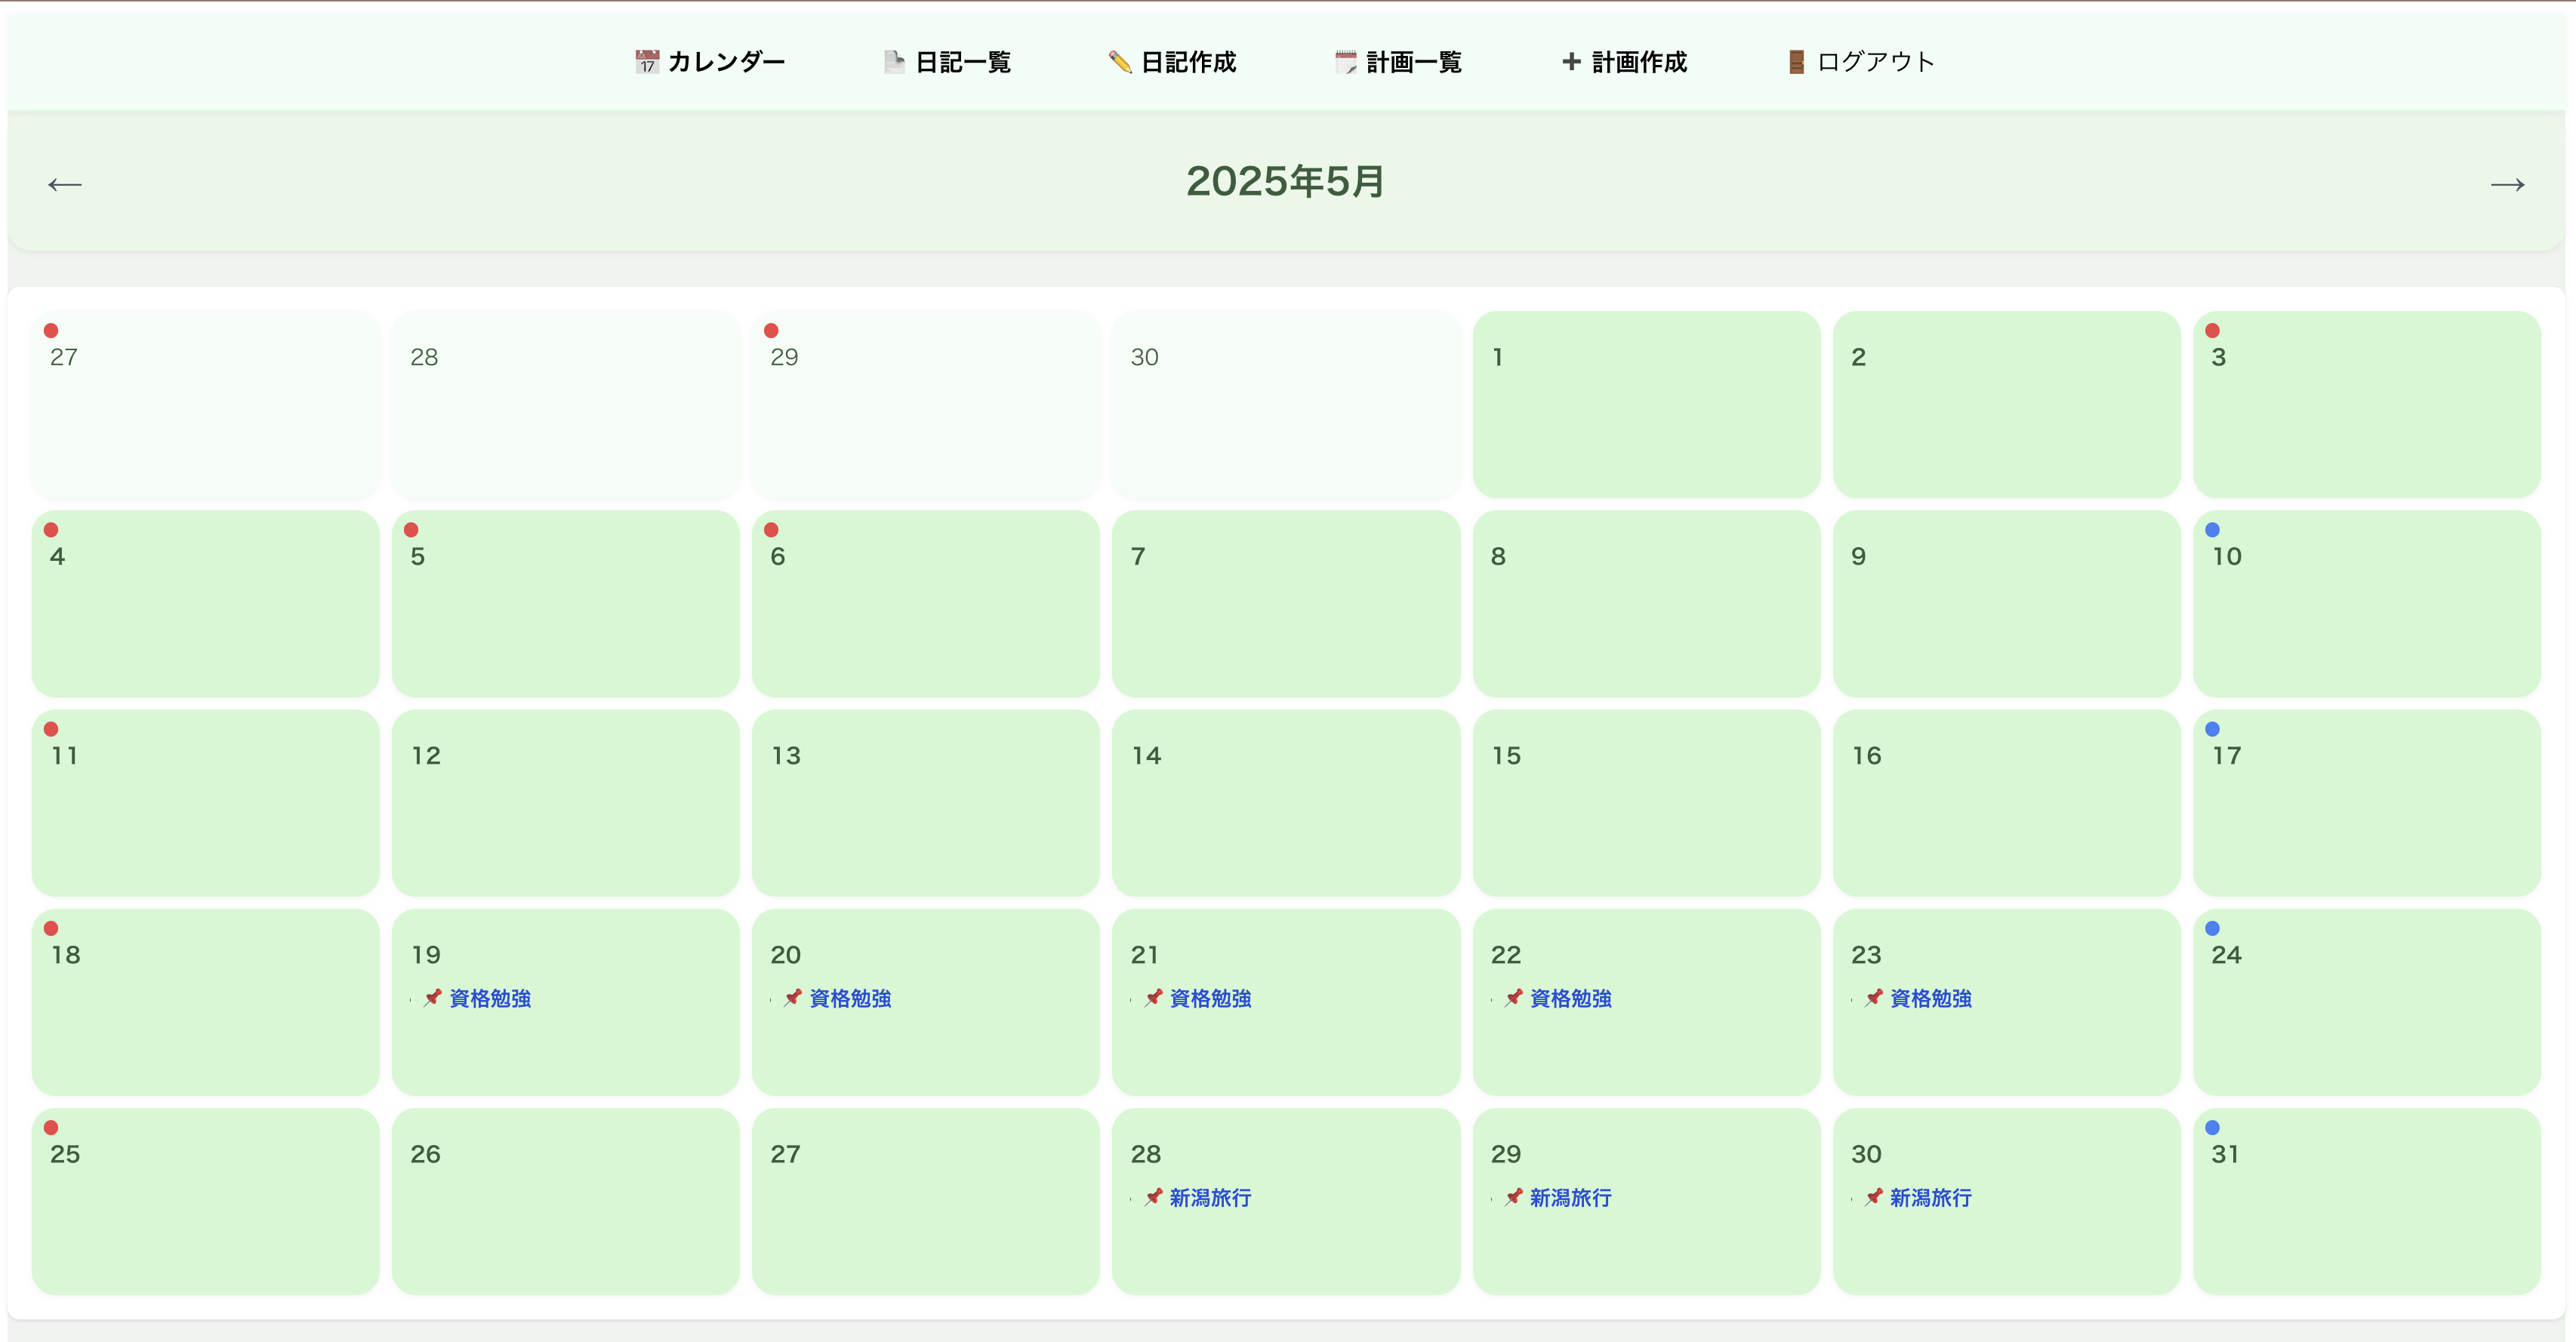 📅 カレンダー 📄 日記一覧 ✏️ 日記作成 🗓️ 計画一覧 ➕ 計画作成 🚪 ログアウト
← 2025年5月 →
27 28 29 30 1 2 3
4 5 6 7 8 9 10
11 12 13 14 15 16 17
18 19 20 21 22 23 24
📌 資格勉強 📌 資格勉強 📌 資格勉強 📌 資格勉強 📌 資格勉強
25 26 27 28 29 30 31
📌 新潟旅行 📌 新潟旅行 📌 新潟旅行